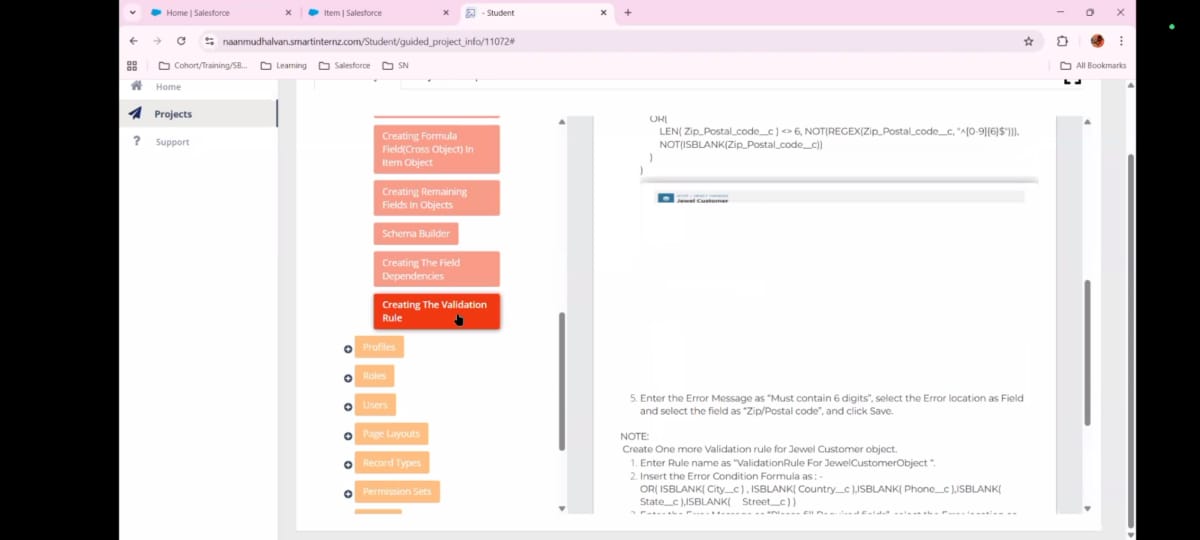 Home | Salesforce
Item | Salesforce
- Student
naanmudhalvan.smartinternz.com/Student/guided_project_info/11072#
Cohort/Training/SB...
Learning
Salesforce
SN
All Bookmarks
Home
Projects
Support
Creating Formula
Field(Cross Object) In
Item Object
Creating Remaining
Fields In Objects
Schema Builder
Creating The Field
Dependencies
Creating The Validation
Rule
Profiles
Roles
Users
Page Layouts
Record Types
Permission Sets
OR(
LEN( Zip_Postal_code__c ) <> 6, NOT(REGEX(Zip_Postal_code__c, "^[0-9]{6}$"))),
NOT(ISBLANK(Zip_Postal_code__c))
)
)
Jewel Customer
5. Enter the Error Message as “Must contain 6 digits”, select the Error location as Field
and select the field as “Zip/Postal code”, and click Save.
NOTE:
Create One more Validation rule for Jewel Customer object.
1. Enter Rule name as “ValidationRule For JewelCustomerObject “.
2. Insert the Error Condition Formula as : -
OR( ISBLANK( City__c ) , ISBLANK( Country__c ),ISBLANK( Phone__c ),ISBLANK(
State__c ),ISBLANK( Street__c ) )